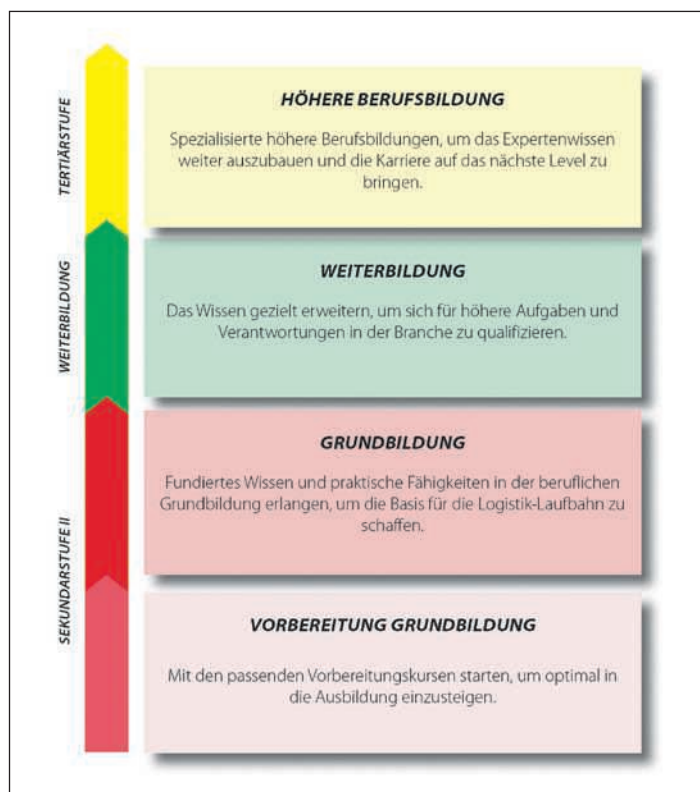 TERTIÄRSTUFE
HÖHERE BERUFSBILDUNG
Spezialisierte höhere Berufsbildungen, um das Expertenwissen
weiter auszubauen und die Karriere auf das nächste Level zu
bringen.
WEITERBILDUNG
WEITERBILDUNG
Das Wissen gezielt erweitern, um sich für höhere Aufgaben und
Verantwortungen in der Branche zu qualifizieren.
SEKUNDARSTUFE II
GRUNDBILDUNG
Fundiertes Wissen und praktische Fähigkeiten in der beruflichen
Grundbildung erlangen, um die Basis für die Logistik-Laufbahn zu
schaffen.
VORBEREITUNG GRUNDBILDUNG
Mit den passenden Vorbereitungskursen starten, um optimal in
die Ausbildung einzusteigen.